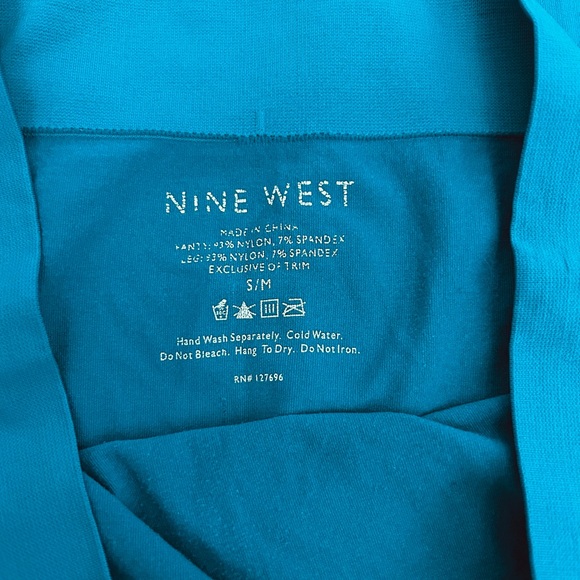 NINE WEST
MADE IN CHINA
PANTY: 93% NYLON, 7% SPANDEX
LEG: 93% NYLON, 7% SPANDEX
EXCLUSIVE OF TRIM
S/M
Hand Wash Separately. Cold Water.
Do Not Bleach. Hang To Dry. Do Not Iron.
RN# 127696